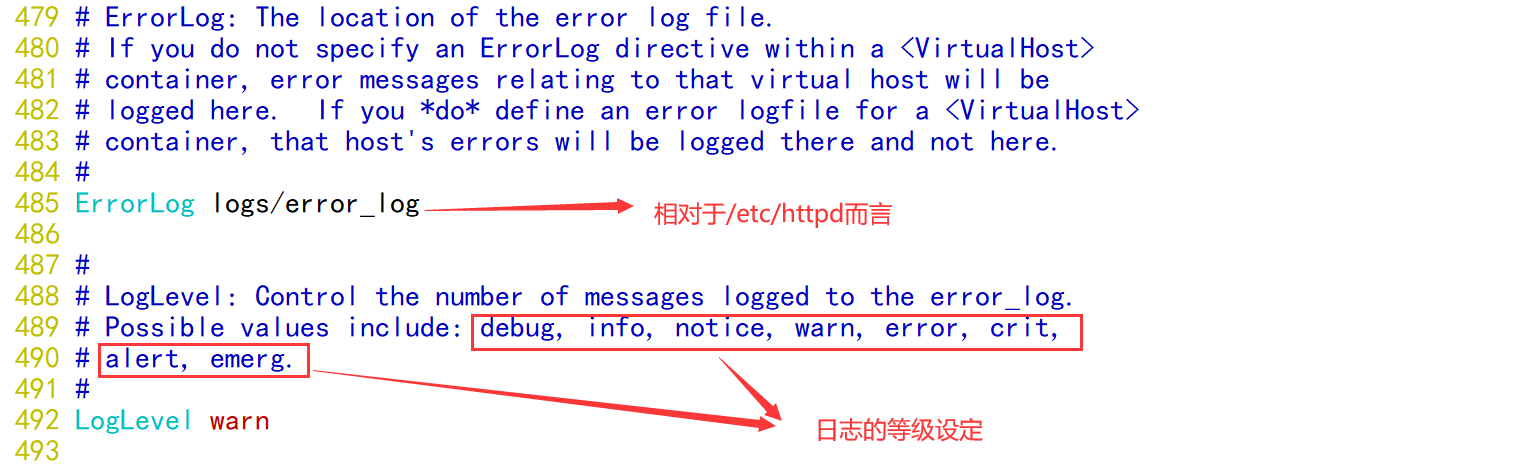 479 # ErrorLog: The location of the error log file.
480 # If you do not specify an ErrorLog directive within a <VirtualHost>
481 # container, error messages relating to that virtual host will be
482 # logged here.  If you *do* define an error logfile for a <VirtualHost>
483 # container, that host's errors will be logged there and not here.
484 #
485 ErrorLog logs/error_log
相对于/etc/httpd而言
486
487 #
488 # LogLevel: Control the number of messages logged to the error_log.
489 # Possible values include: debug, info, notice, warn, error, crit,
490 # alert, emerg.
491 #
492 LogLevel warn
日志的等级设定
493